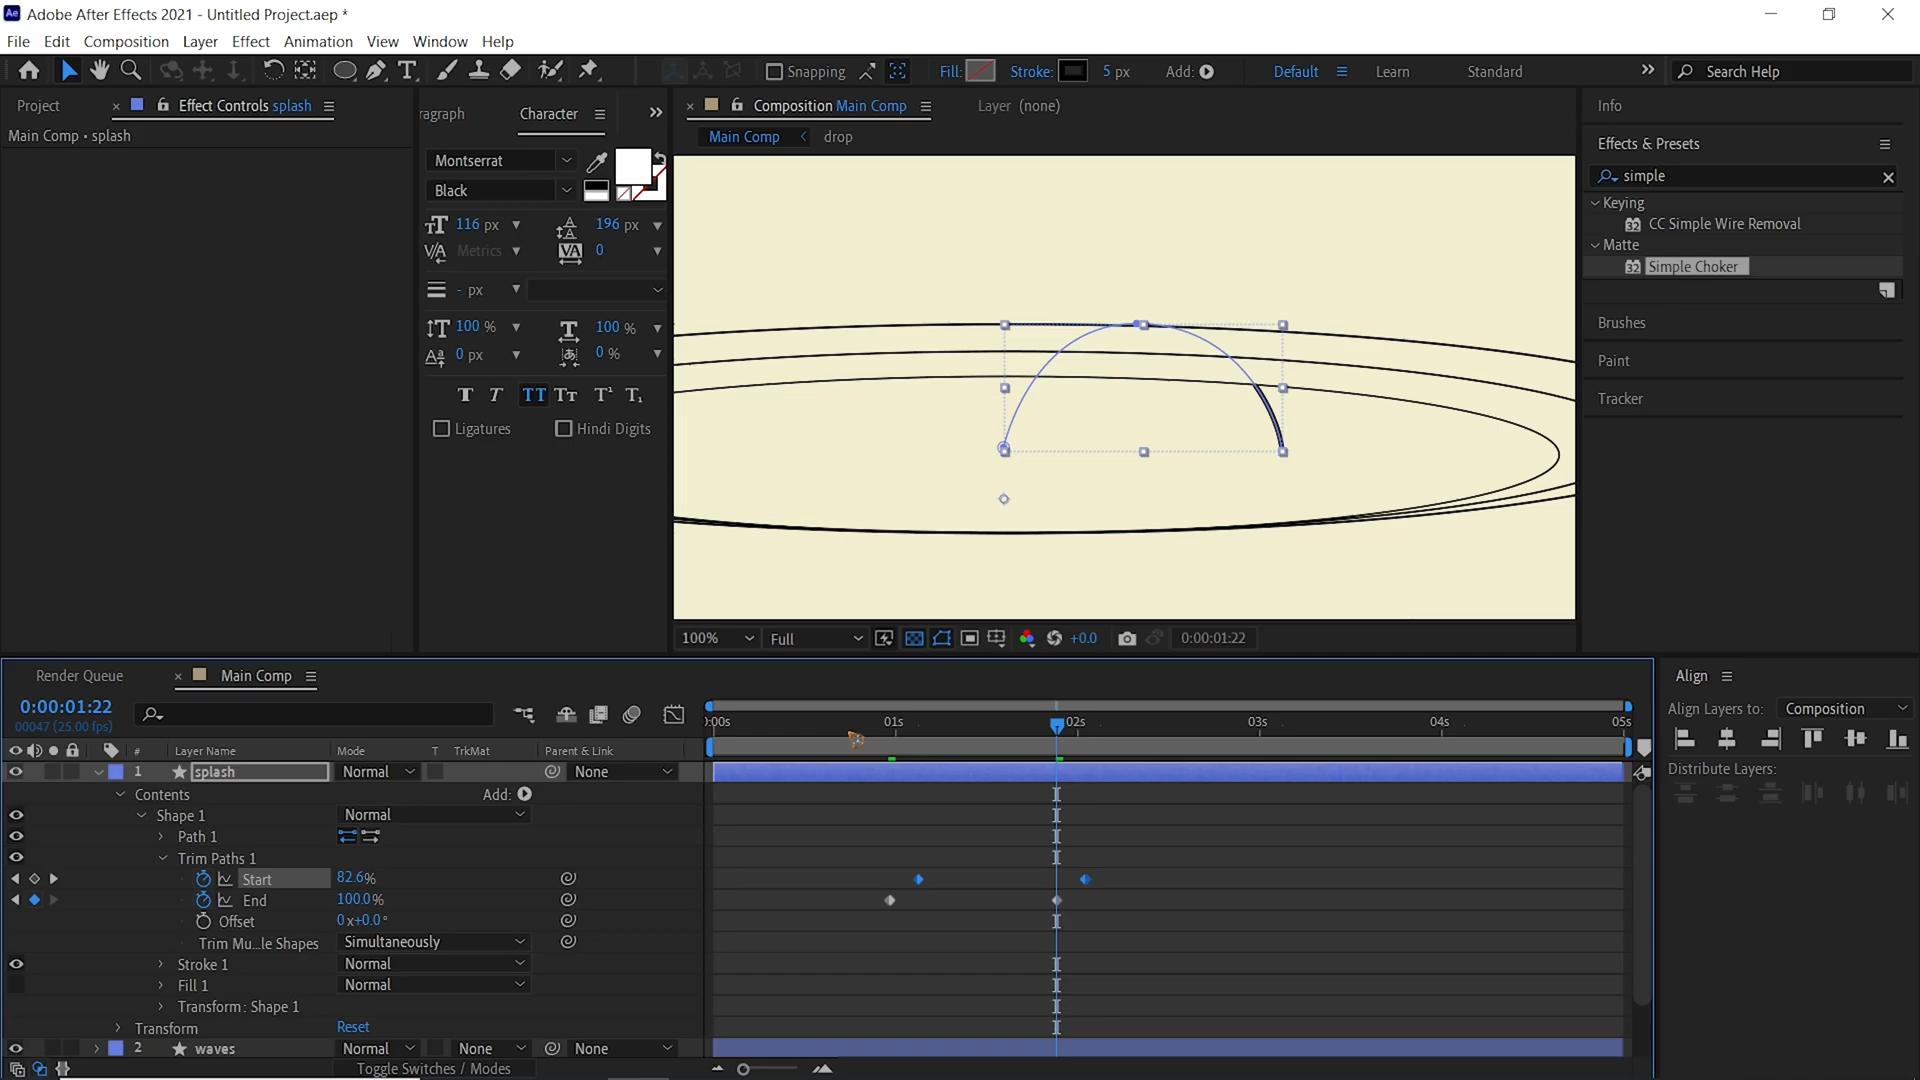 Adobe After Effects 2021 - Untitled Project.aep *
File Edit Composition Layer Effect Animation View Window Help
Snapping Fill: Stroke: 5 px Add: Default Learn Standard Search Help
Project Effect Controls splash
Main Comp • splash
ragraph Character
Montserrat
Black
116 px 196 px
Metrics 0
- px
100 % 100 %
0 px 0 %
T T TT Tт T¹ T₁
Ligatures Hindi Digits
Composition Main Comp Layer (none)
Main Comp drop
100% Full +0.0 0:00:01:22
Info
Effects & Presets
simple
Keying
CC Simple Wire Removal
Matte
Simple Choker
Brushes
Paint
Tracker
Render Queue Main Comp
0:00:01:22
00047 (25.00 fps)
# Layer Name Mode T TrkMat Parent & Link
1 splash Normal None
Contents Add:
Shape 1 Normal
Path 1
Trim Paths 1
Start 82.6%
End 100.0%
Offset 0x+0.0°
Trim Mu...le Shapes Simultaneously
Stroke 1 Normal
Fill 1 Normal
Transform: Shape 1
Transform Reset
2 waves Normal None None
Toggle Switches / Modes
):00s 01s 02s 03s 04s 05s
Align
Align Layers to: Composition
Distribute Layers: